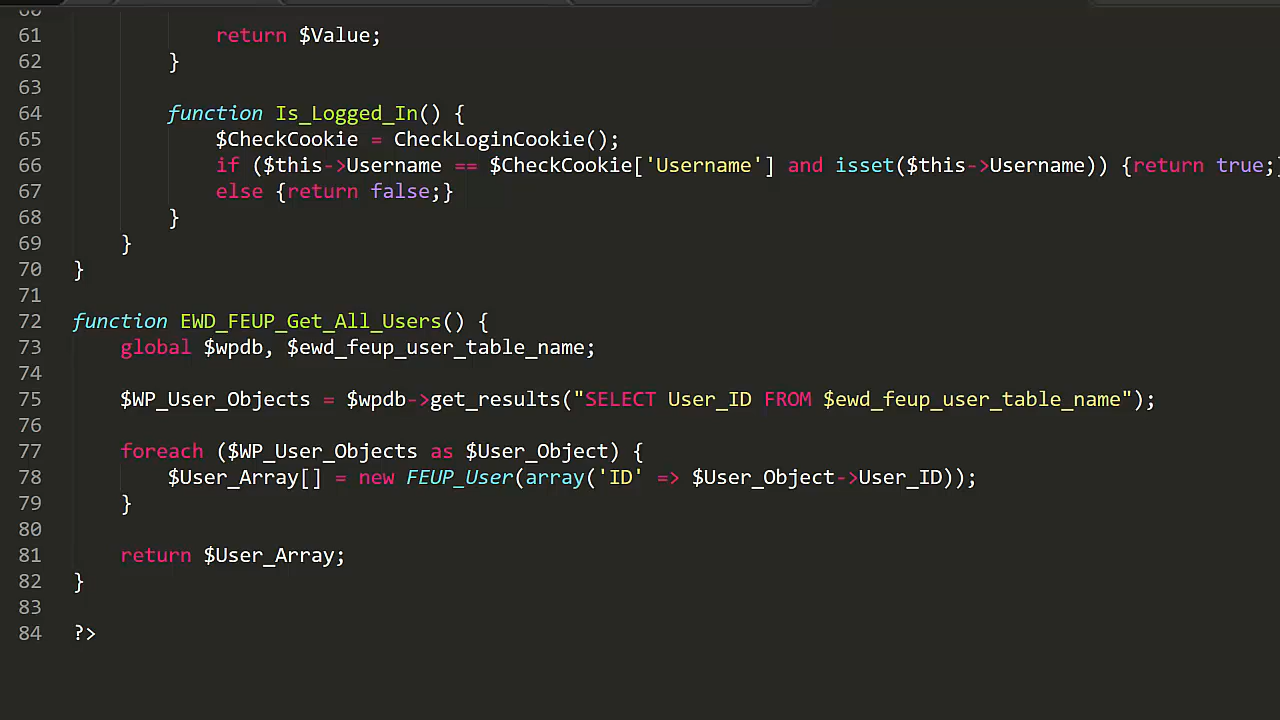 60
61 return $Value;
62 }
63
64 function Is_Logged_In() {
65 $CheckCookie = CheckLoginCookie();
66 if ($this->Username == $CheckCookie['Username'] and isset($this->Username)) {return true;}
67 else {return false;}
68 }
69 }
70 }
71
72 function EWD_FEUP_Get_All_Users() {
73 global $wpdb, $ewd_feup_user_table_name;
74
75 $WP_User_Objects = $wpdb->get_results("SELECT User_ID FROM $ewd_feup_user_table_name");
76
77 foreach ($WP_User_Objects as $User_Object) {
78 $User_Array[] = new FEUP_User(array('ID' => $User_Object->User_ID));
79 }
80
81 return $User_Array;
82 }
83
84 ?>